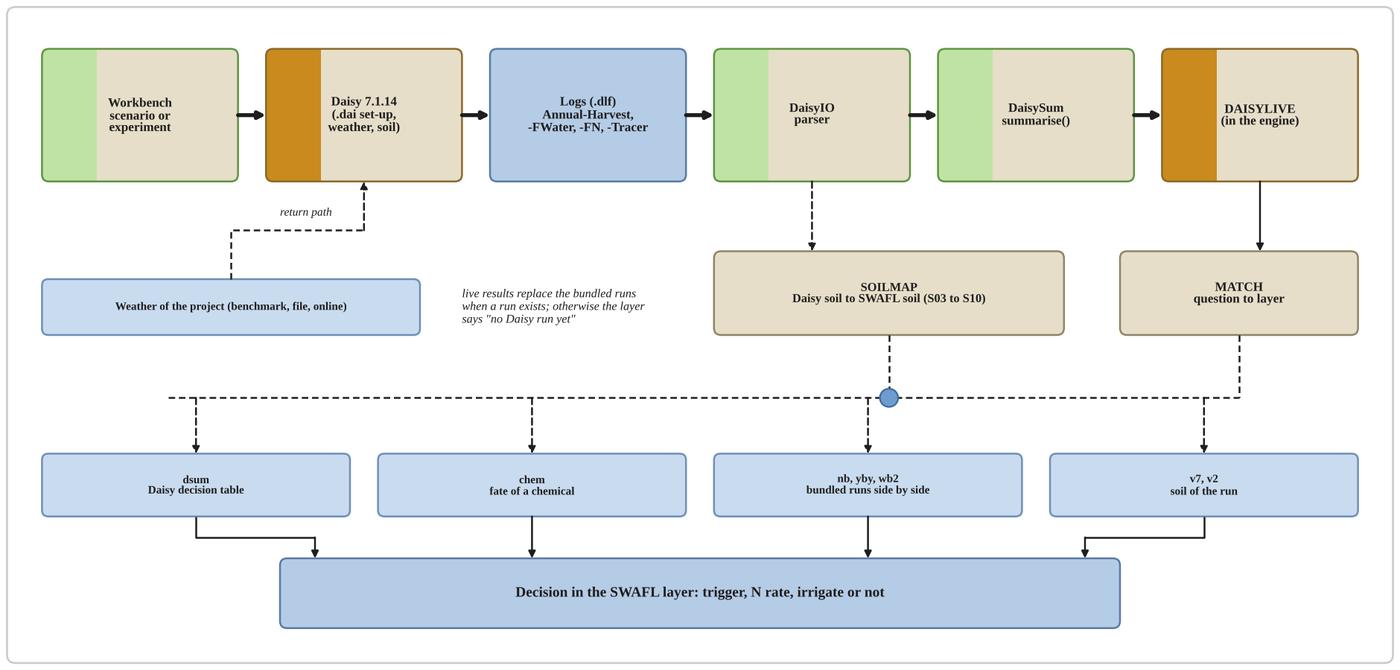 Workbench
scenario or
experiment
Daisy 7.1.14
(.dai set-up,
weather, soil)
Logs (.dlf)
Annual-Harvest,
-FWater, -FN, -Tracer
DaisyIO
parser
DaisySum
summarise()
DAISYLIVE
(in the engine)
return path
Weather of the project (benchmark, file, online)
live results replace the bundled runs
when a run exists; otherwise the layer
says "no Daisy run yet"
SOILMAP
Daisy soil to SWAFL soil (S03 to S10)
MATCH
question to layer
dsum
Daisy decision table
chem
fate of a chemical
nb, yby, wb2
bundled runs side by side
v7, v2
soil of the run
Decision in the SWAFL layer: trigger, N rate, irrigate or not